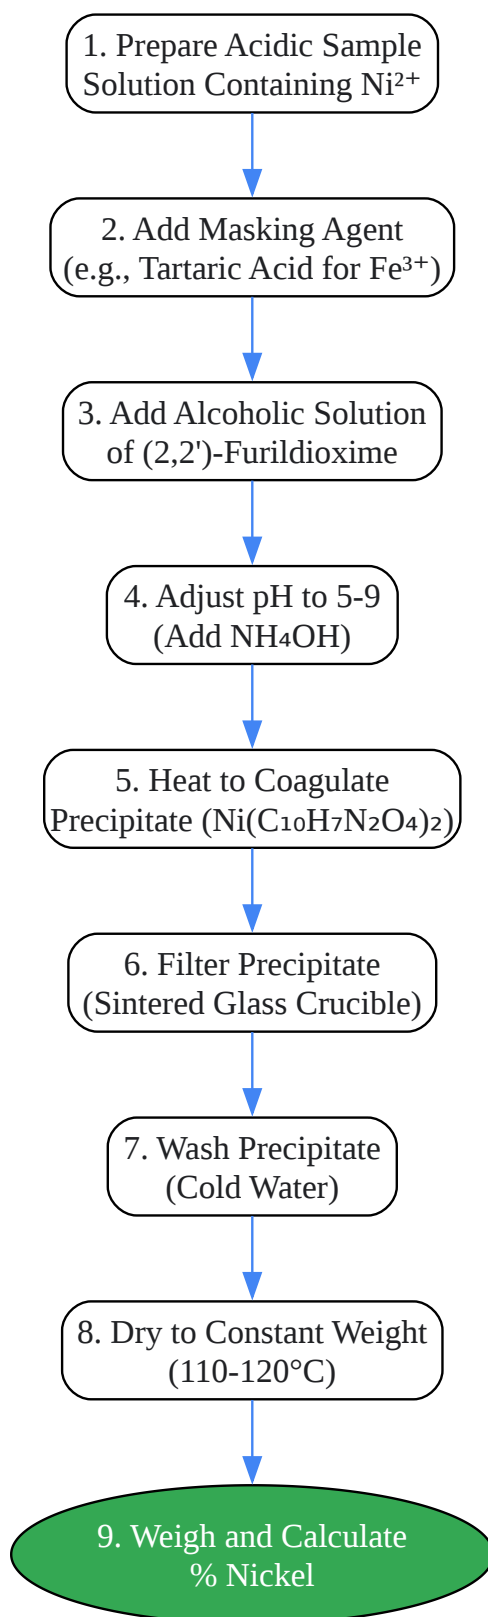 1. Prepare Acidic Sample
Solution Containing Ni²⁺
2. Add Masking Agent
(e.g., Tartaric Acid for Fe³⁺)
3. Add Alcoholic Solution
of (2,2')-Furildioxime
4. Adjust pH to 5-9
(Add NH₄OH)
5. Heat to Coagulate
Precipitate (Ni(C₁₀H₇N₂O₄)₂)
6. Filter Precipitate
(Sintered Glass Crucible)
7. Wash Precipitate
(Cold Water)
8. Dry to Constant Weight
(110-120°C)
9. Weigh and Calculate
% Nickel